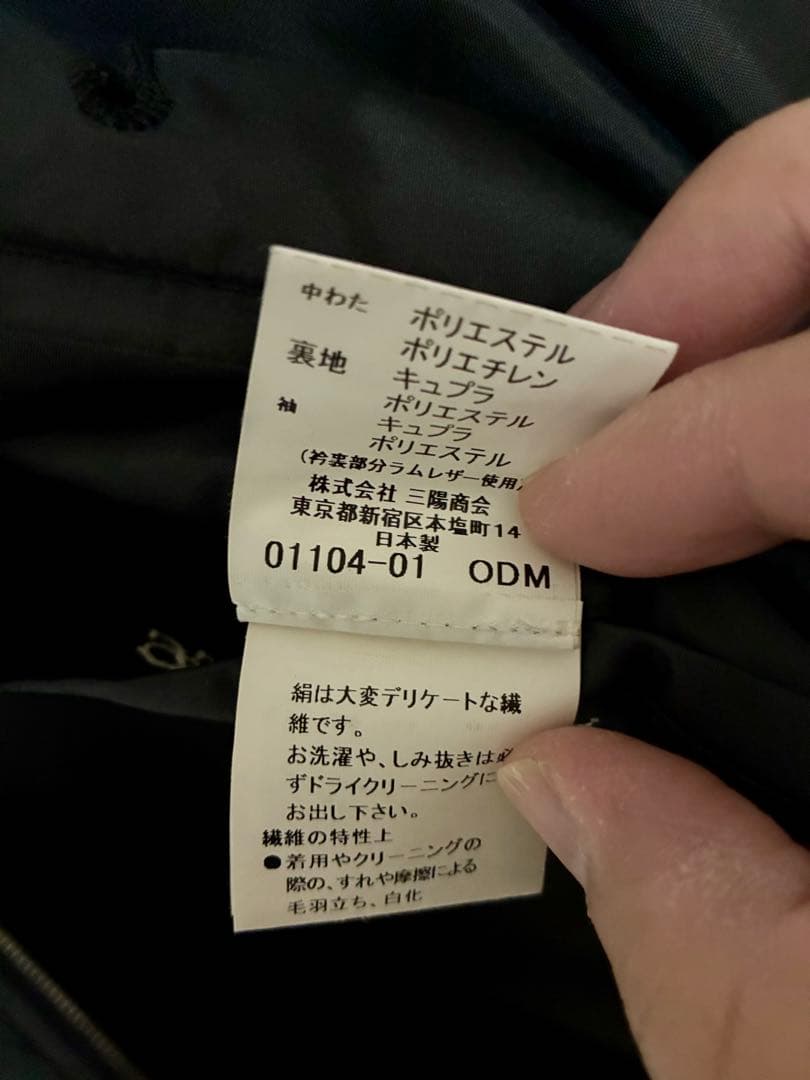 中わた ポリエステル
ポリエチレン
裏地 キュプラ
ポリエステル
袖 キュプラ
ポリエステル
(衿裏部分ラムレザー使用)
株式会社 三陽商会
東京都新宿区本塩町14
日本製
01104-01 ODM
絹は大変デリケートな繊
維です。
お洗濯や、しみ抜きは必
ずドライクリーニングに
お出し下さい。
繊維の特性上
●着用やクリーニングの
際の、すれや摩擦による
毛羽立ち、白化